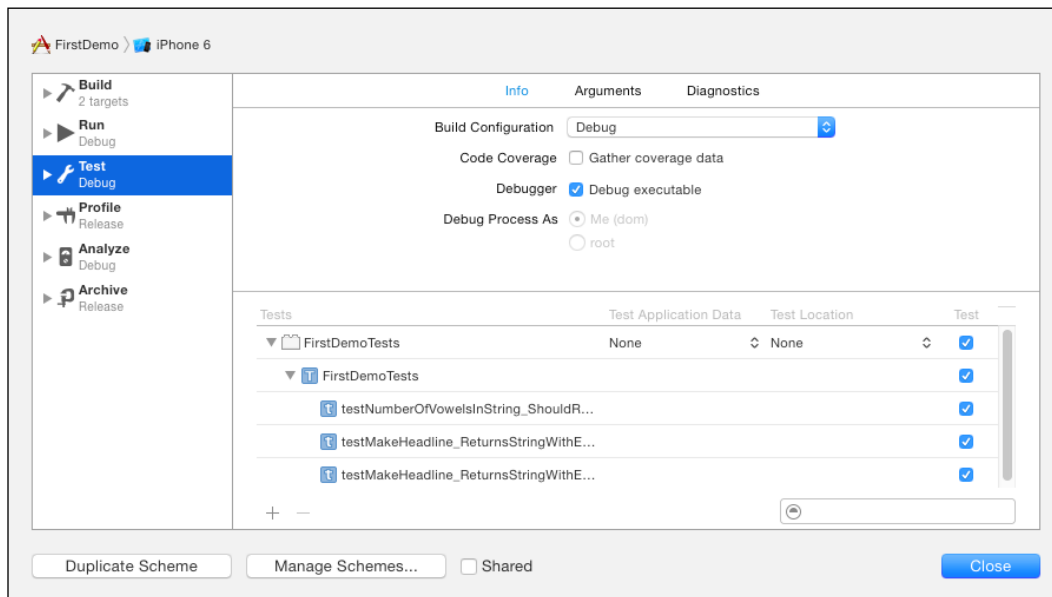 FirstDemo iPhone 6
Build
2 targets
Run
Debug
Test
Debug
Profile
Release
Analyze
Debug
Archive
Release
Info Arguments Diagnostics
Build Configuration Debug
Code Coverage Gather coverage data
Debugger Debug executable
Debug Process As Me (dom)
root
Tests Test Application Data Test Location Test
FirstDemoTests None None
T FirstDemoTests
t testNumberOfVowelsInString_ShouldR...
t testMakeHeadline_ReturnsStringWithE...
t testMakeHeadline_ReturnsStringWithE...
Duplicate Scheme Manage Schemes... Shared Close